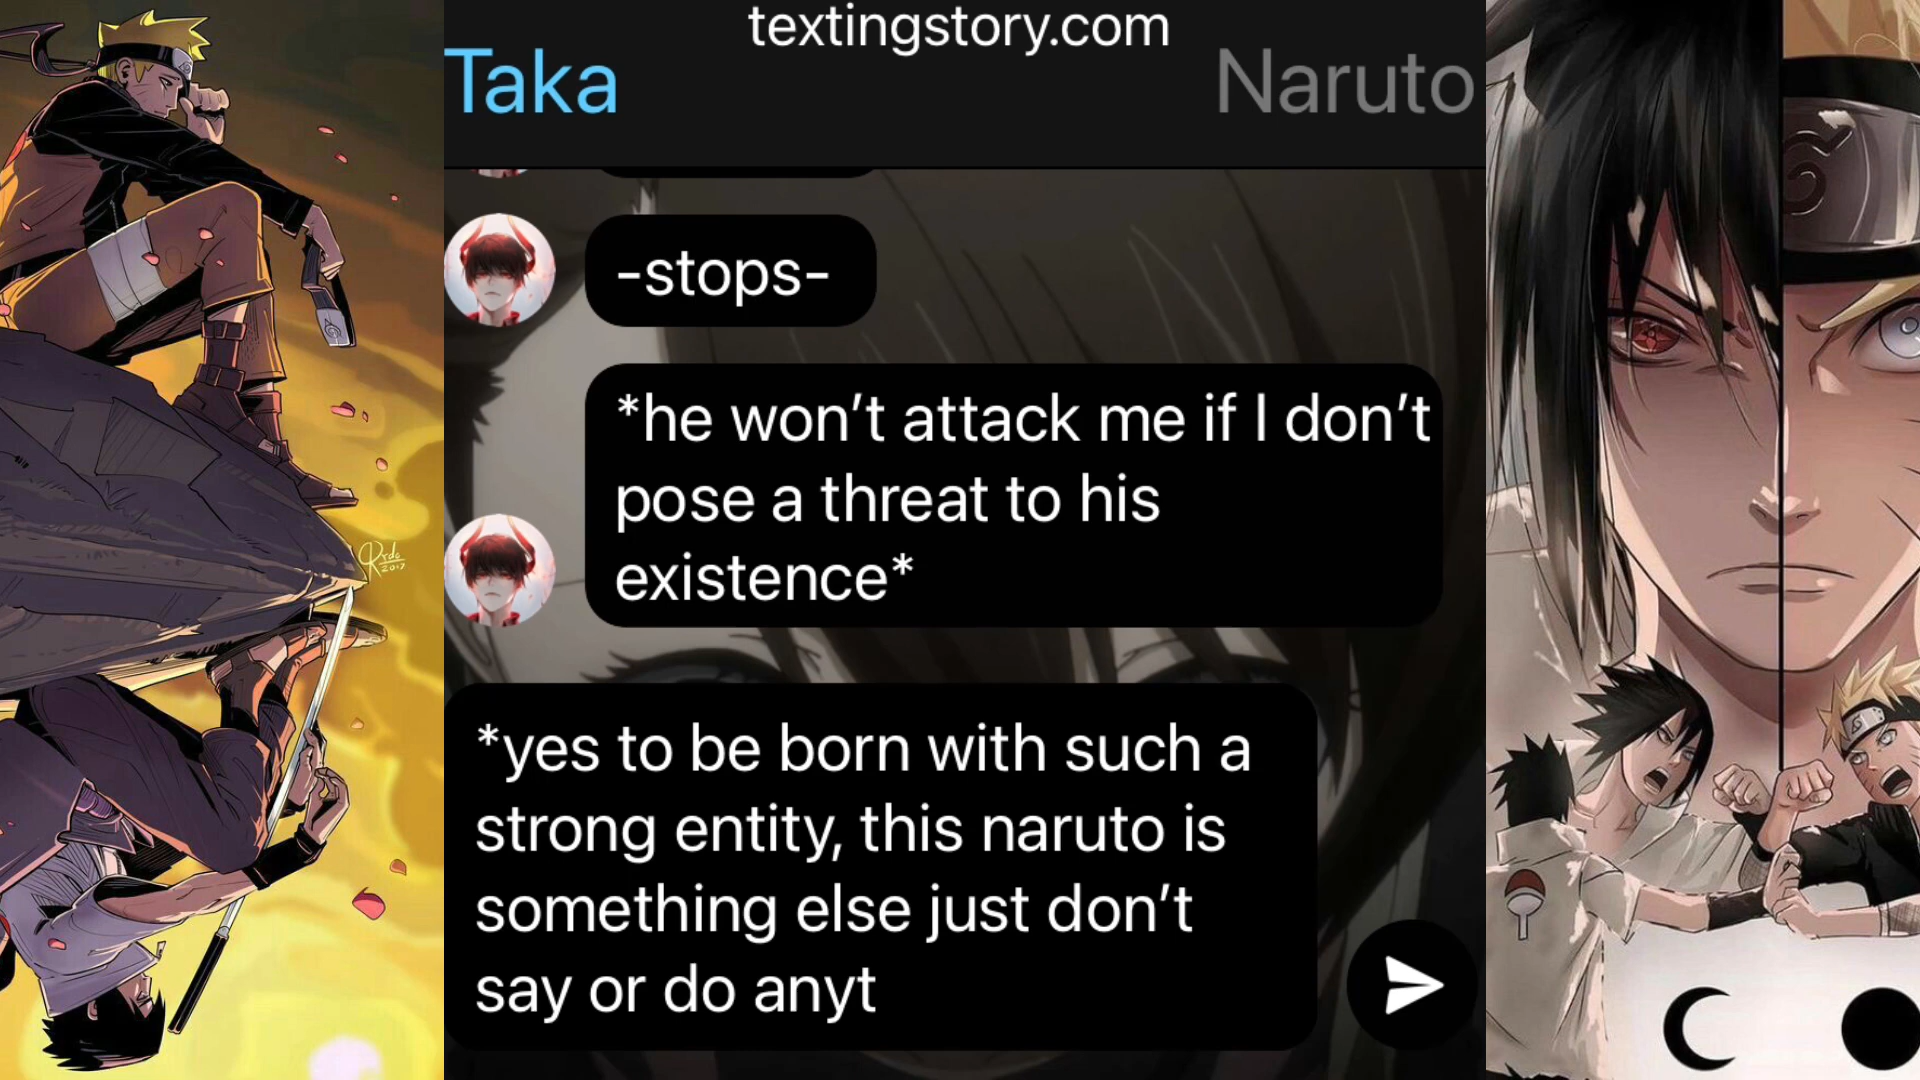 textingstory.com
Taka
Naruto
-stops-
*he won’t attack me if I don’t
pose a threat to his
existence*
*yes to be born with such a
strong entity, this naruto is
something else just don’t
say or do anyt
2017